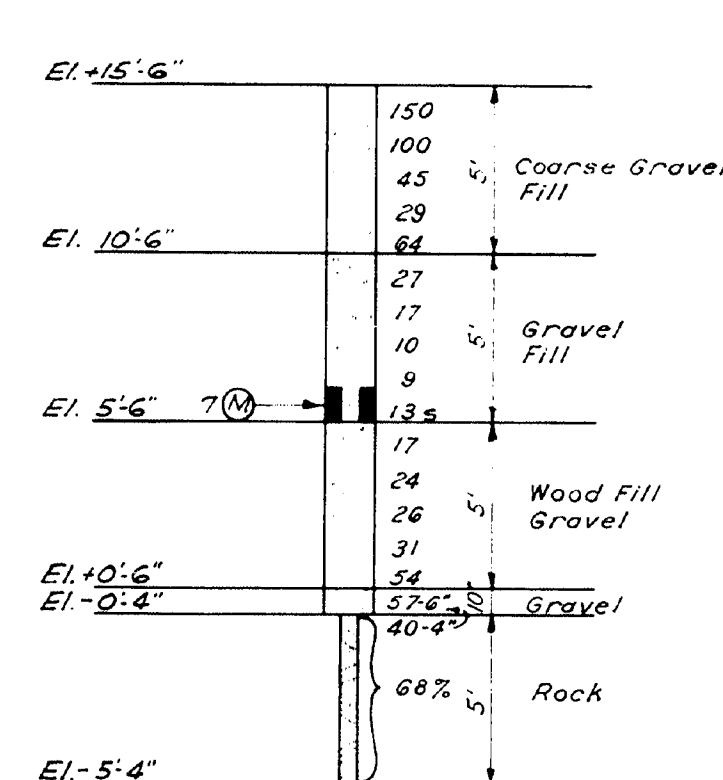 El. +15'-6"
150
100
45
29
64
5'
Coarse Gravel
Fill
El. 10'-6"
27
17
10
9
13 s
5'
Gravel
Fill
7 M
El. 5'-6"
17
24
26
31
54
5'
Wood Fill
Gravel
El. +0'-6"
57-6"
10"
Gravel
El. -0'-4"
40-4"
68%
5'
Rock
El. -5'-4"